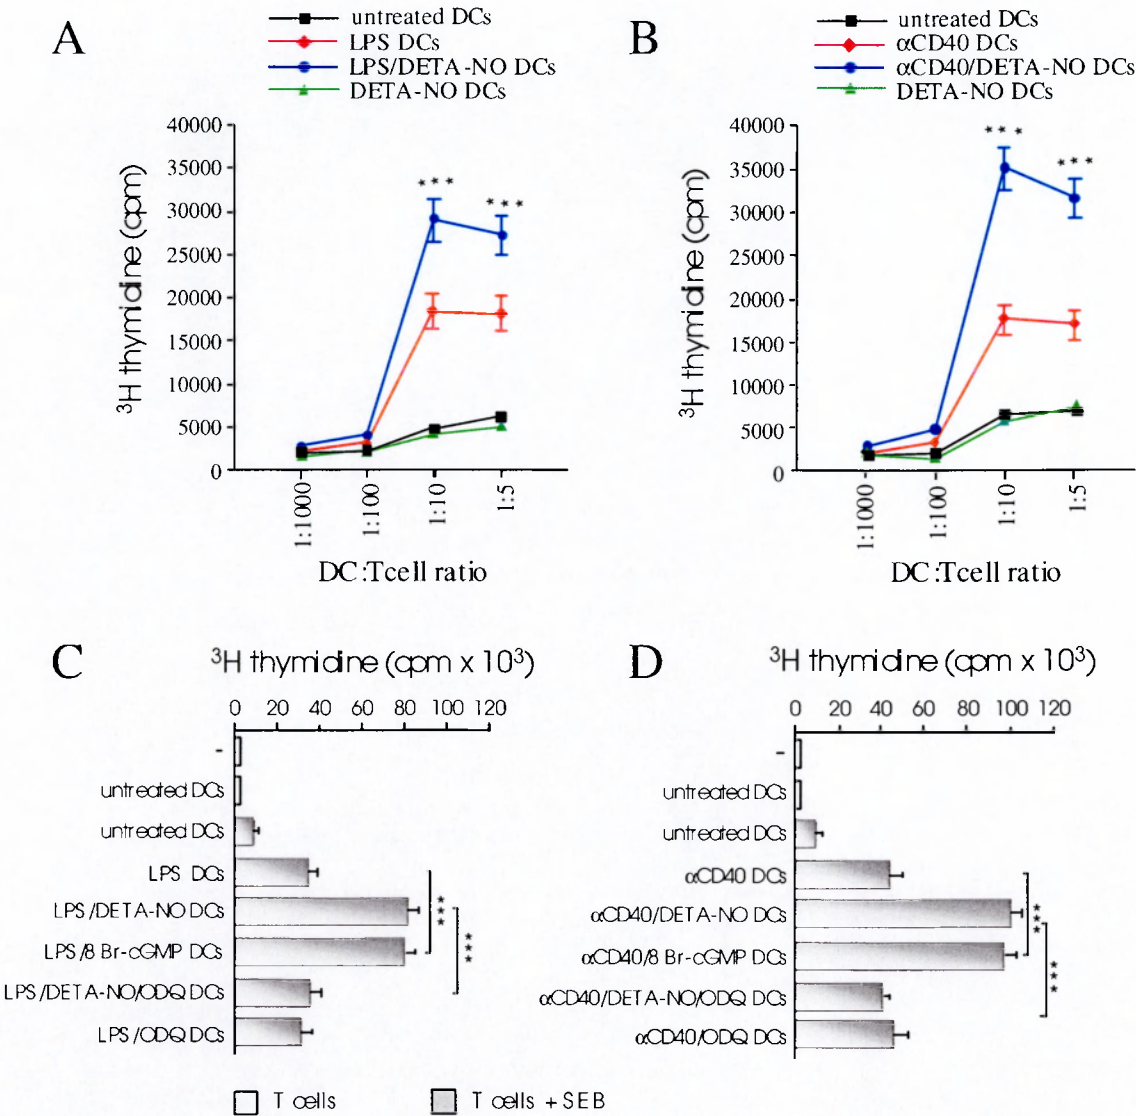 A
untreated DCs
LPS DCs
LPS/DETA-NO DCs
DETA-NO DCs
40000
35000
30000
25000
20000
15000
10000
5000
0
³H thymidine (cpm)
* * *
* * *
1:1000
1:100
1:10
1:5
DC:Tcell ratio
B
untreated DCs
αCD40 DCs
αCD40/DETA-NO DCs
DETA-NO DCs
40000
35000
30000
25000
20000
15000
10000
5000
0
³H thymidine (cpm)
* * *
* * *
1:1000
1:100
1:10
1:5
DC:Tcell ratio
C
³H thymidine (cpm x 10³)
0 20 40 60 80 100 120
-
untreated DCs
untreated DCs
LPS DCs
LPS/DETA-NO DCs
LPS/8 Br-cGMP DCs
LPS/DETA-NO/ODQ DCs
LPS/ODQ DCs
***
***
D
³H thymidine (cpm x 10³)
0 20 40 60 80 100 120
-
untreated DCs
untreated DCs
αCD40 DCs
αCD40/DETA-NO DCs
αCD40/8 Br-cGMP DCs
αCD40/DETA-NO/ODQ DCs
αCD40/ODQ DCs
***
***
T cells
T cells + SEB